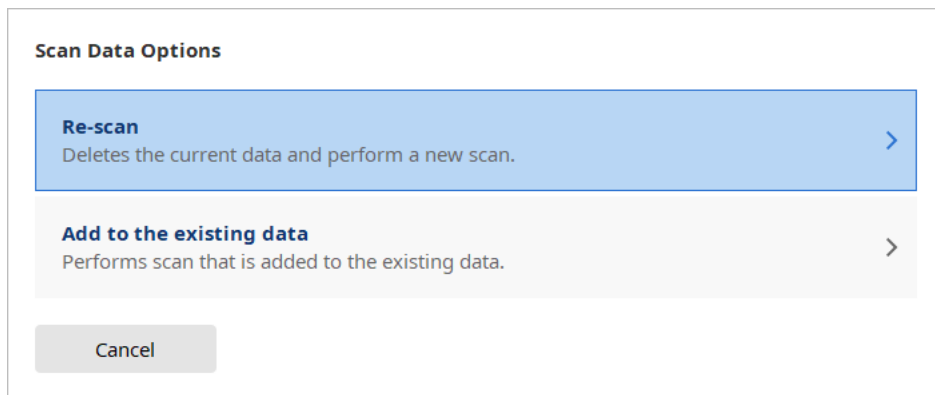 Scan Data Options
Re-scan
Deletes the current data and perform a new scan.
Add to the existing data
Performs scan that is added to the existing data.
Cancel